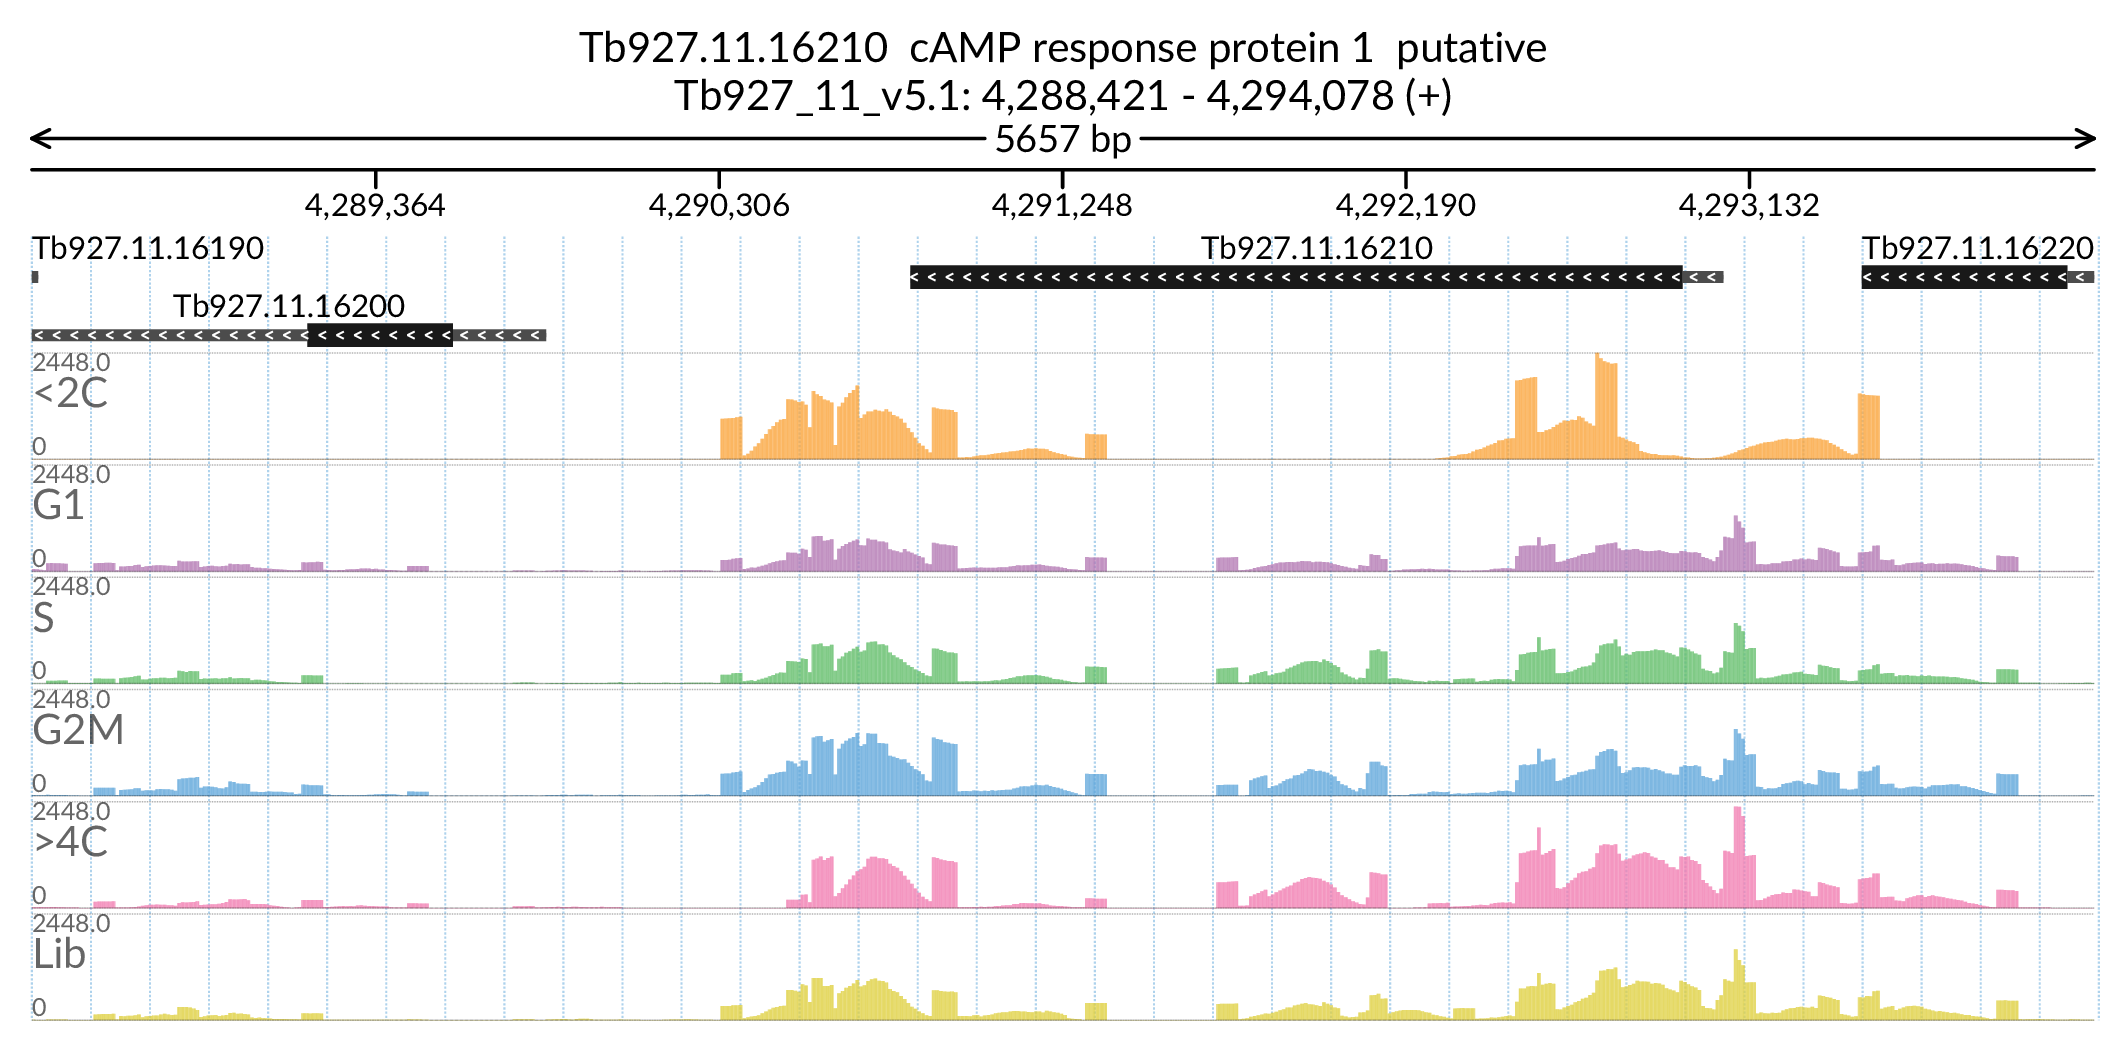 Tb927.11.16210  cAMP response protein 1  putative
Tb927_11_v5.1: 4,288,421 - 4,294,078 (+)
5657 bp
4,289,364 4,290,306 4,291,248 4,292,190 4,293,132
Tb927.11.16190 Tb927.11.16210 Tb927.11.16220
Tb927.11.16200
2448.0
<2C
0
2448.0
G1
0
2448.0
S
0
2448.0
G2M
0
2448.0
>4C
0
2448.0
Lib
0